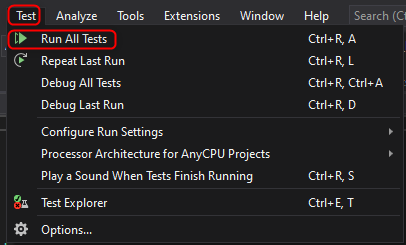 Test Analyze Tools Extensions Window Help Search (Ctrl
Run All Tests Ctrl+R, A
Repeat Last Run Ctrl+R, L
Debug All Tests Ctrl+R, Ctrl+A
Debug Last Run Ctrl+R, D
Configure Run Settings
Processor Architecture for AnyCPU Projects
Play a Sound When Tests Finish Running Ctrl+R, S
Test Explorer Ctrl+E, T
Options...